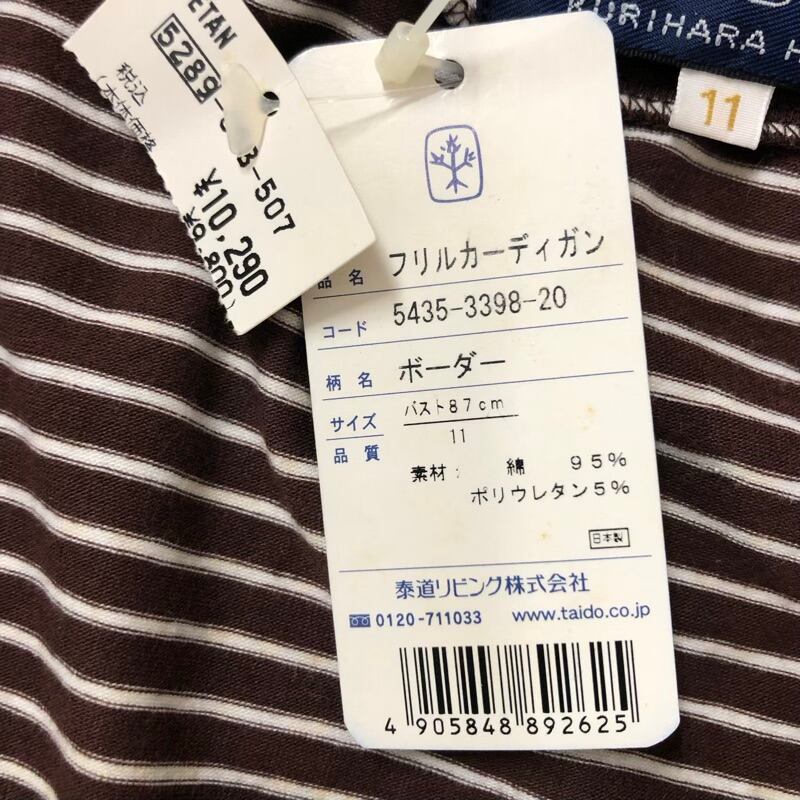 ETAN
5289
-507
税込
¥10,290
KURIHARA H
11
品名 フリルカーディガン
コード 5435-3398-20
柄名 ボーダー
サイズ バスト87cm
11
品質
素材: 綿 95%
ポリウレタン5%
日本製
泰道リビング株式会社
0120-711033 www.taido.co.jp
4 905848 892625